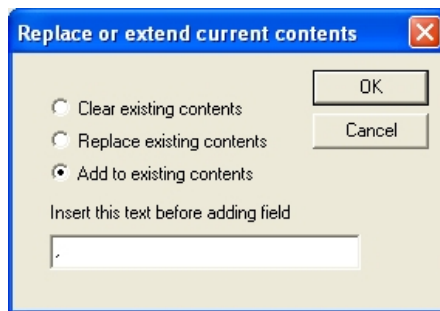 Replace or extend current contents
OK
Clear existing contents
Replace existing contents
Cancel
Add to existing contents
Insert this text before adding field
,